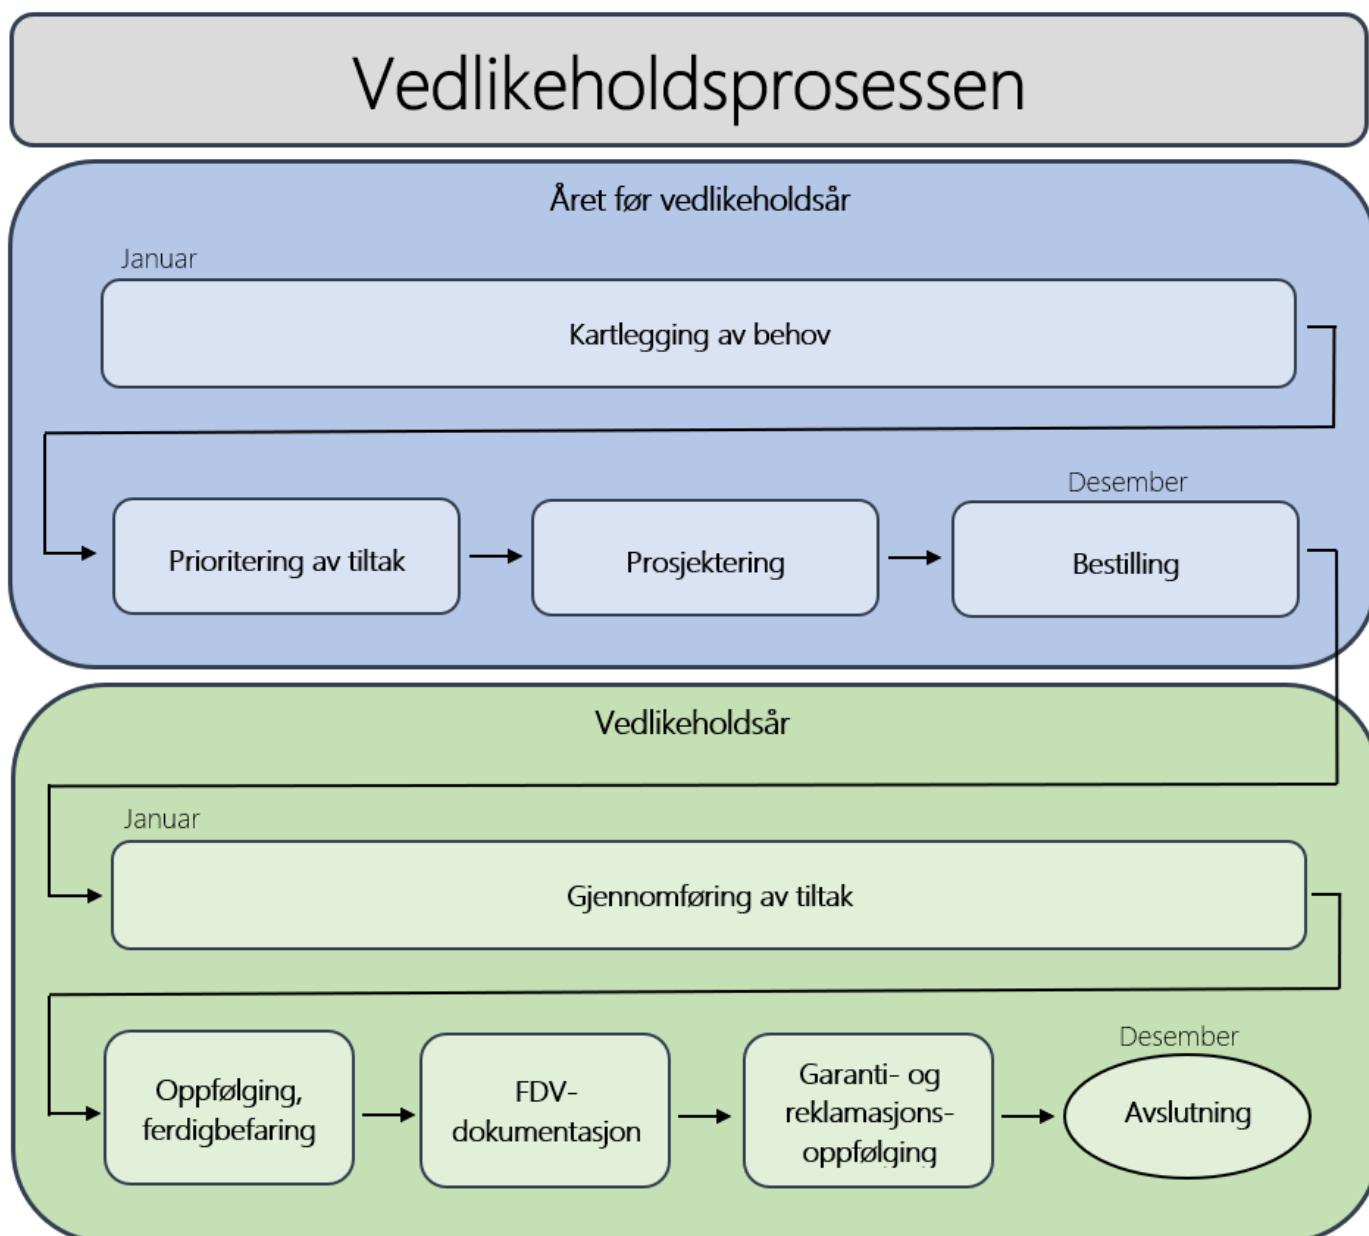 Vedlikeholdsprosessen
Året før vedlikeholdsår
Januar
Kartlegging av behov
Desember
Prioritering av tiltak
Prosjektering
Bestilling
Vedlikeholdsår
Januar
Gjennomføring av tiltak
Desember
Oppfølging,
ferdigbefaring
FDV-
dokumentasjon
Garanti- og
reklamasjons-
oppfølging
Avslutning